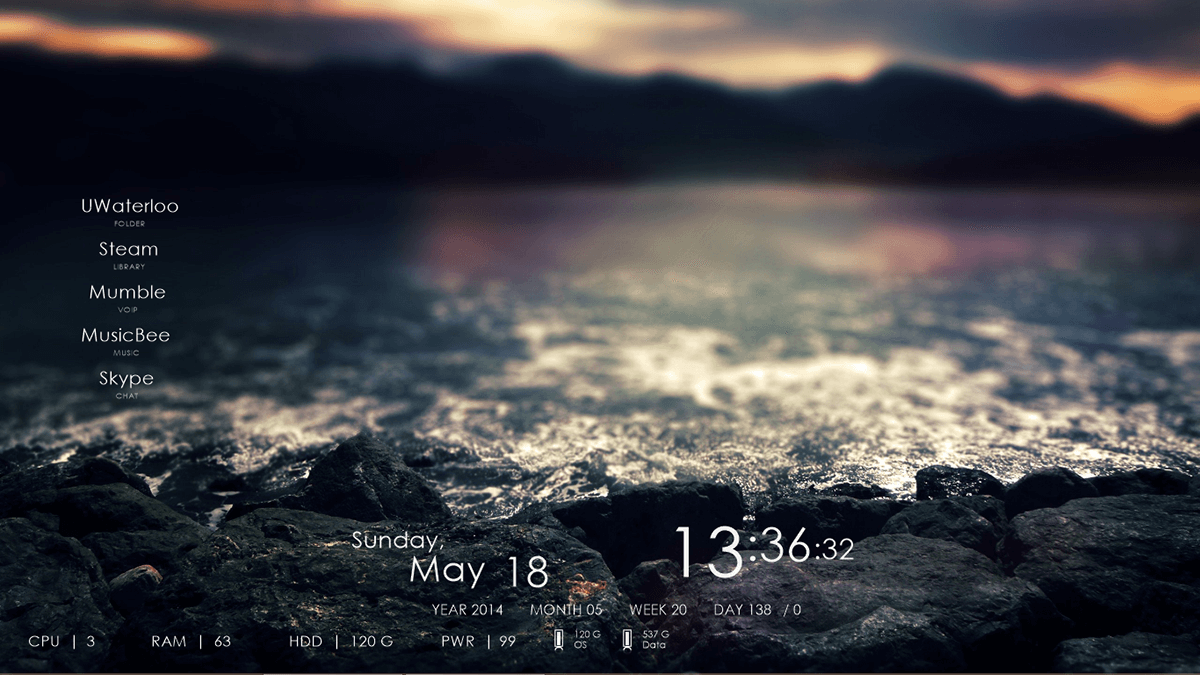 UWaterloo
FOLDER
Steam
LIBRARY
Mumble
VOIP
MusicBee
MUSIC
Skype
CHAT
Sunday,
May 18
13:36:32
YEAR 2014 MONTH 05 WEEK 20 DAY 138 / 0
CPU | 3 RAM | 63 HDD | 120 G PWR | 99
120 G
OS
537 G
Data